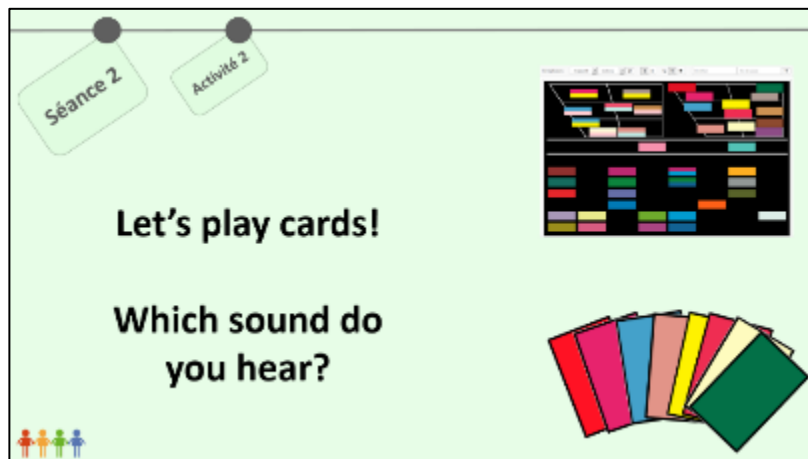 Séance 2
Activité 2
Let's play cards!
Which sound do
you hear?